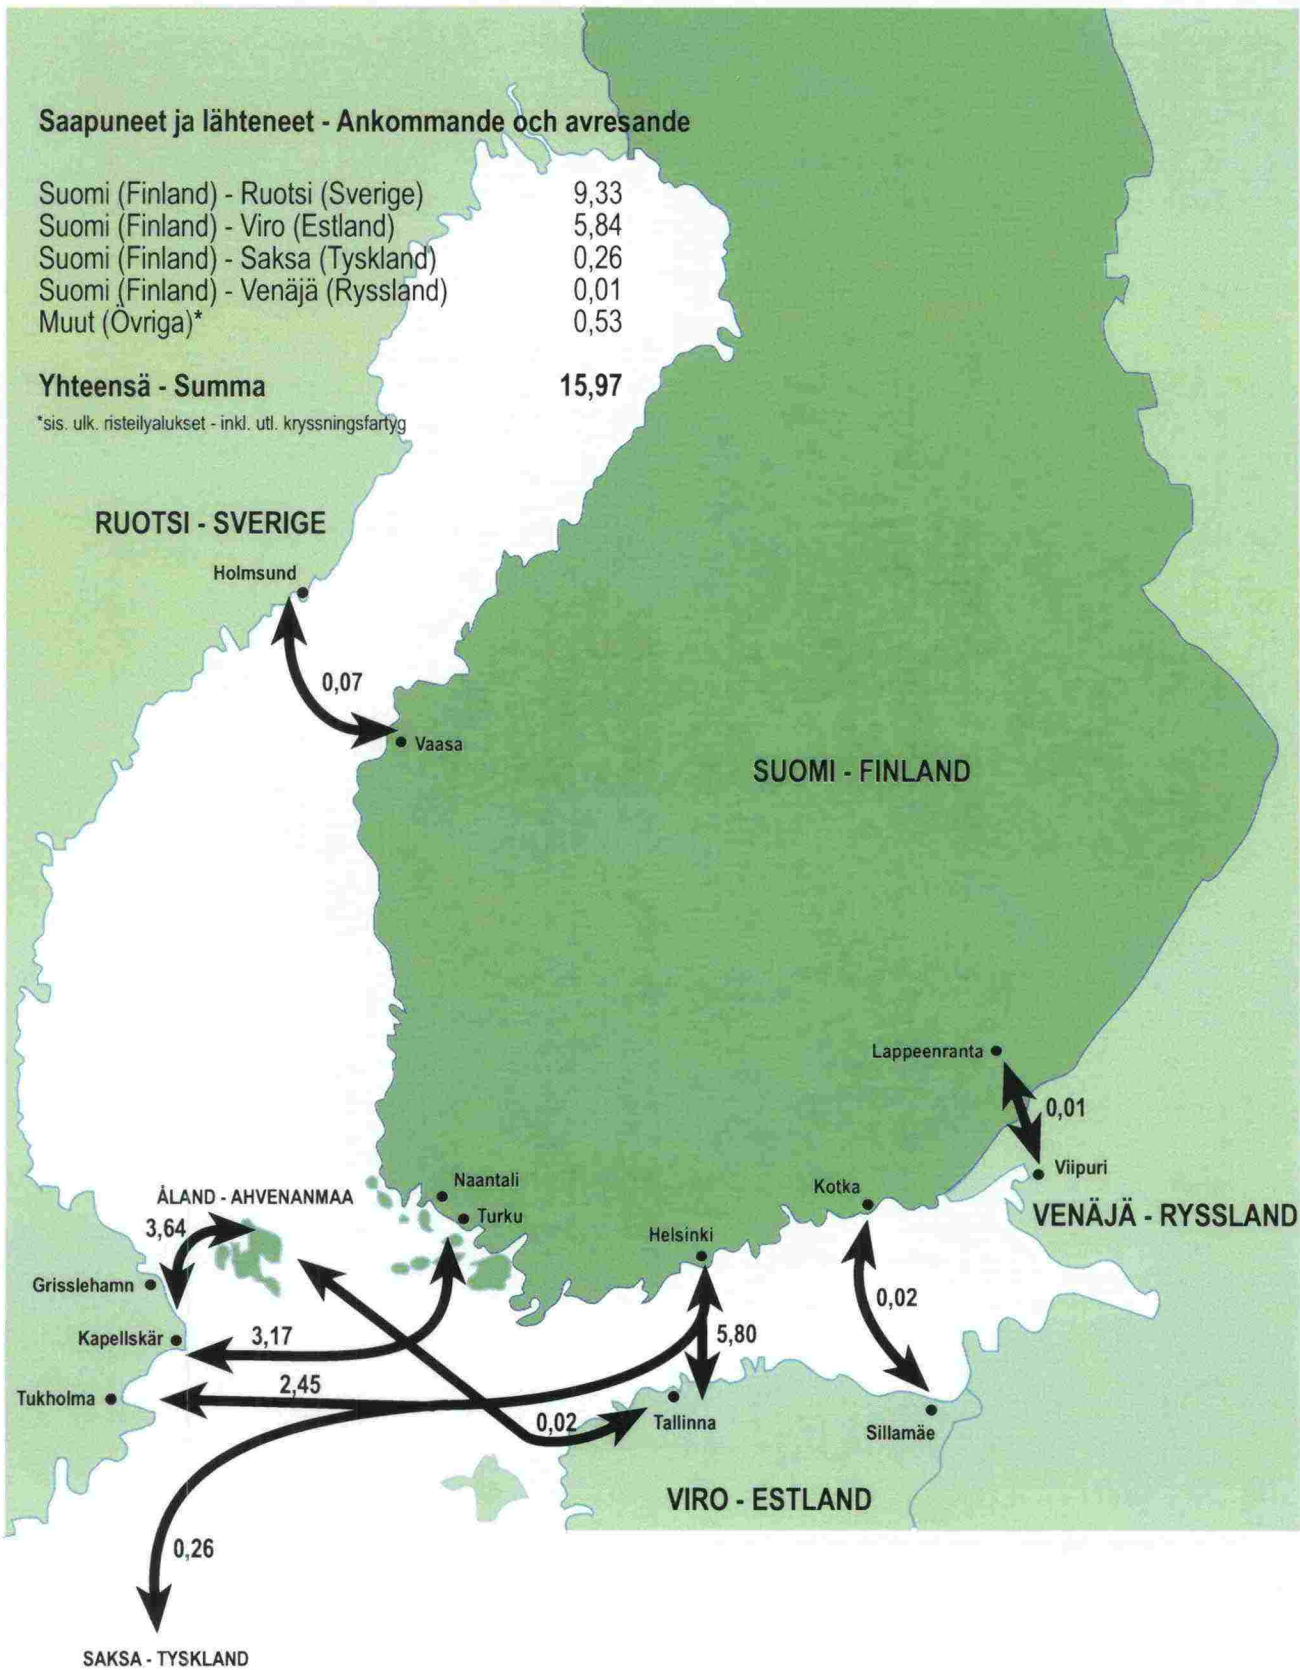 Saapuneet ja lähteneet - Ankommande och avresande
Suomi (Finland) - Ruotsi (Sverige) 9,33
Suomi (Finland) - Viro (Estland) 5,84
Suomi (Finland) - Saksa (Tyskland) 0,26
Suomi (Finland) - Venäjä (Ryssland) 0,01
Muut (Övriga)* 0,53
Yhteensä - Summa 15,97
*sis. ulk. risteilyalukset - inkl. utl. kryssningsfartyg
RUOTSI - SVERIGE
Holmsund
0,07
Vaasa
SUOMI - FINLAND
Lappeenranta
0,01
Viipuri
VENÄJÄ - RYSSLAND
Naantali
Turku
ÅLAND - AHVENANMAA
3,64
Kotka
Helsinki
Grisslehamn
0,02
Kapellskär
3,17
5,80
2,45
Tukholma
0,02
Tallinna
Sillamäe
VIRO - ESTLAND
0,26
SAKSA - TYSKLAND